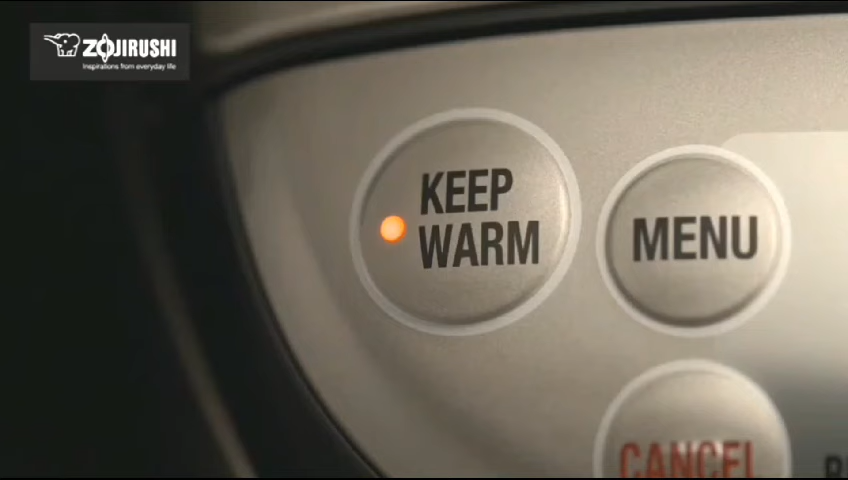 ZOJIRUSHI
Inspirations from everyday life
KEEP
WARM
MENU
CANCEL